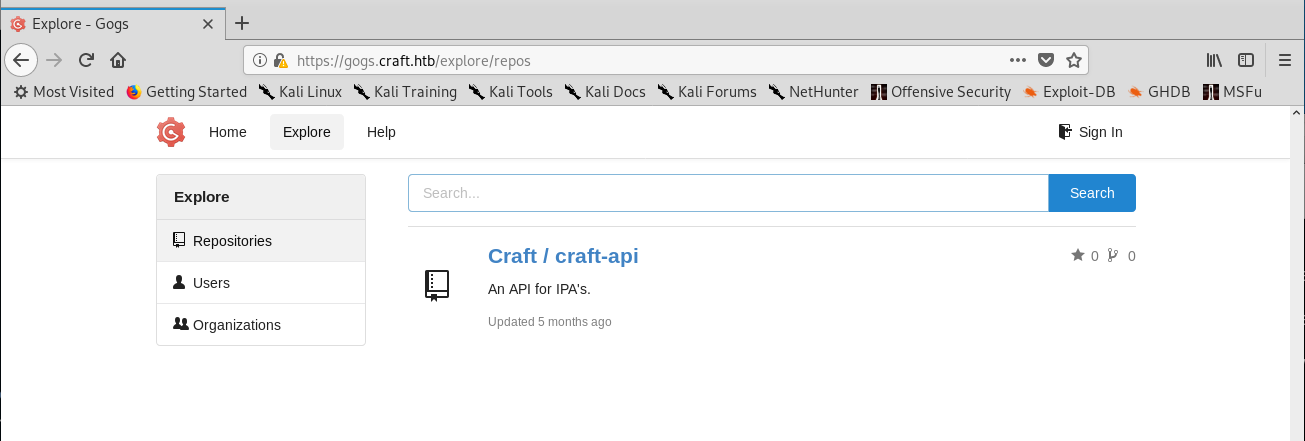 Explore - Gogs
https://gogs.craft.htb/explore/repos
Most Visited Getting Started Kali Linux Kali Training Kali Tools Kali Docs Kali Forums NetHunter Offensive Security Exploit-DB GHDB MSFu
Home Explore Help Sign In
Explore
Repositories
Users
Organizations
Search... Search
Craft / craft-api 0 0
An API for IPA's.
Updated 5 months ago